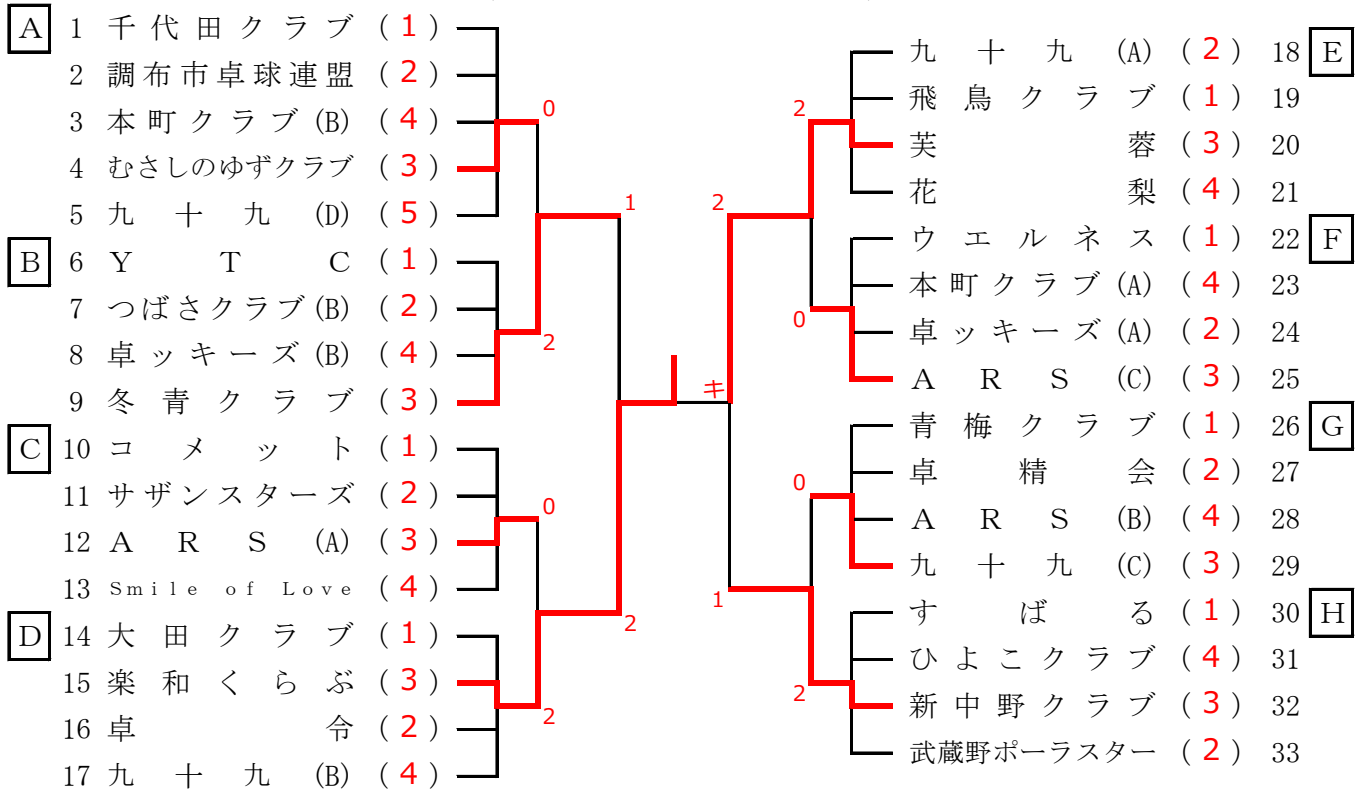 A 1 千代田クラブ (1)
2 調布市卓球連盟 (2)
3 本町クラブ(B) (4)
0
4 むさしのゆずクラブ (3)
5 九十九(D) (5)
1
B 6 YTC (1)
7 つばさクラブ(B) (2)
2
8 卓ッキーズ(B) (4)
9 冬青クラブ (3)
C 10 コメット (1)
11 サザンスターズ (2)
0
12 ARS(A) (3)
13 Smile of Love (4)
D 14 大田クラブ (1)
2
15 楽和くらぶ (3)
2
16 卓令 (2)
17 九十九(B) (4)
キ
九十九(A) (2) 18 E
2
飛鳥クラブ (1) 19
芙蓉 (3) 20
花梨 (4) 21
2
ウエルネス (1) 22 F
本町クラブ(A) (4) 23
0
卓ッキーズ(A) (2) 24
ARS(C) (3) 25
青梅クラブ (1) 26 G
卓精会 (2) 27
0
ARS(B) (4) 28
九十九(C) (3) 29
1
すばる (1) 30 H
ひよこクラブ (4) 31
2
新中野クラブ (3) 32
武蔵野ポーラスター (2) 33